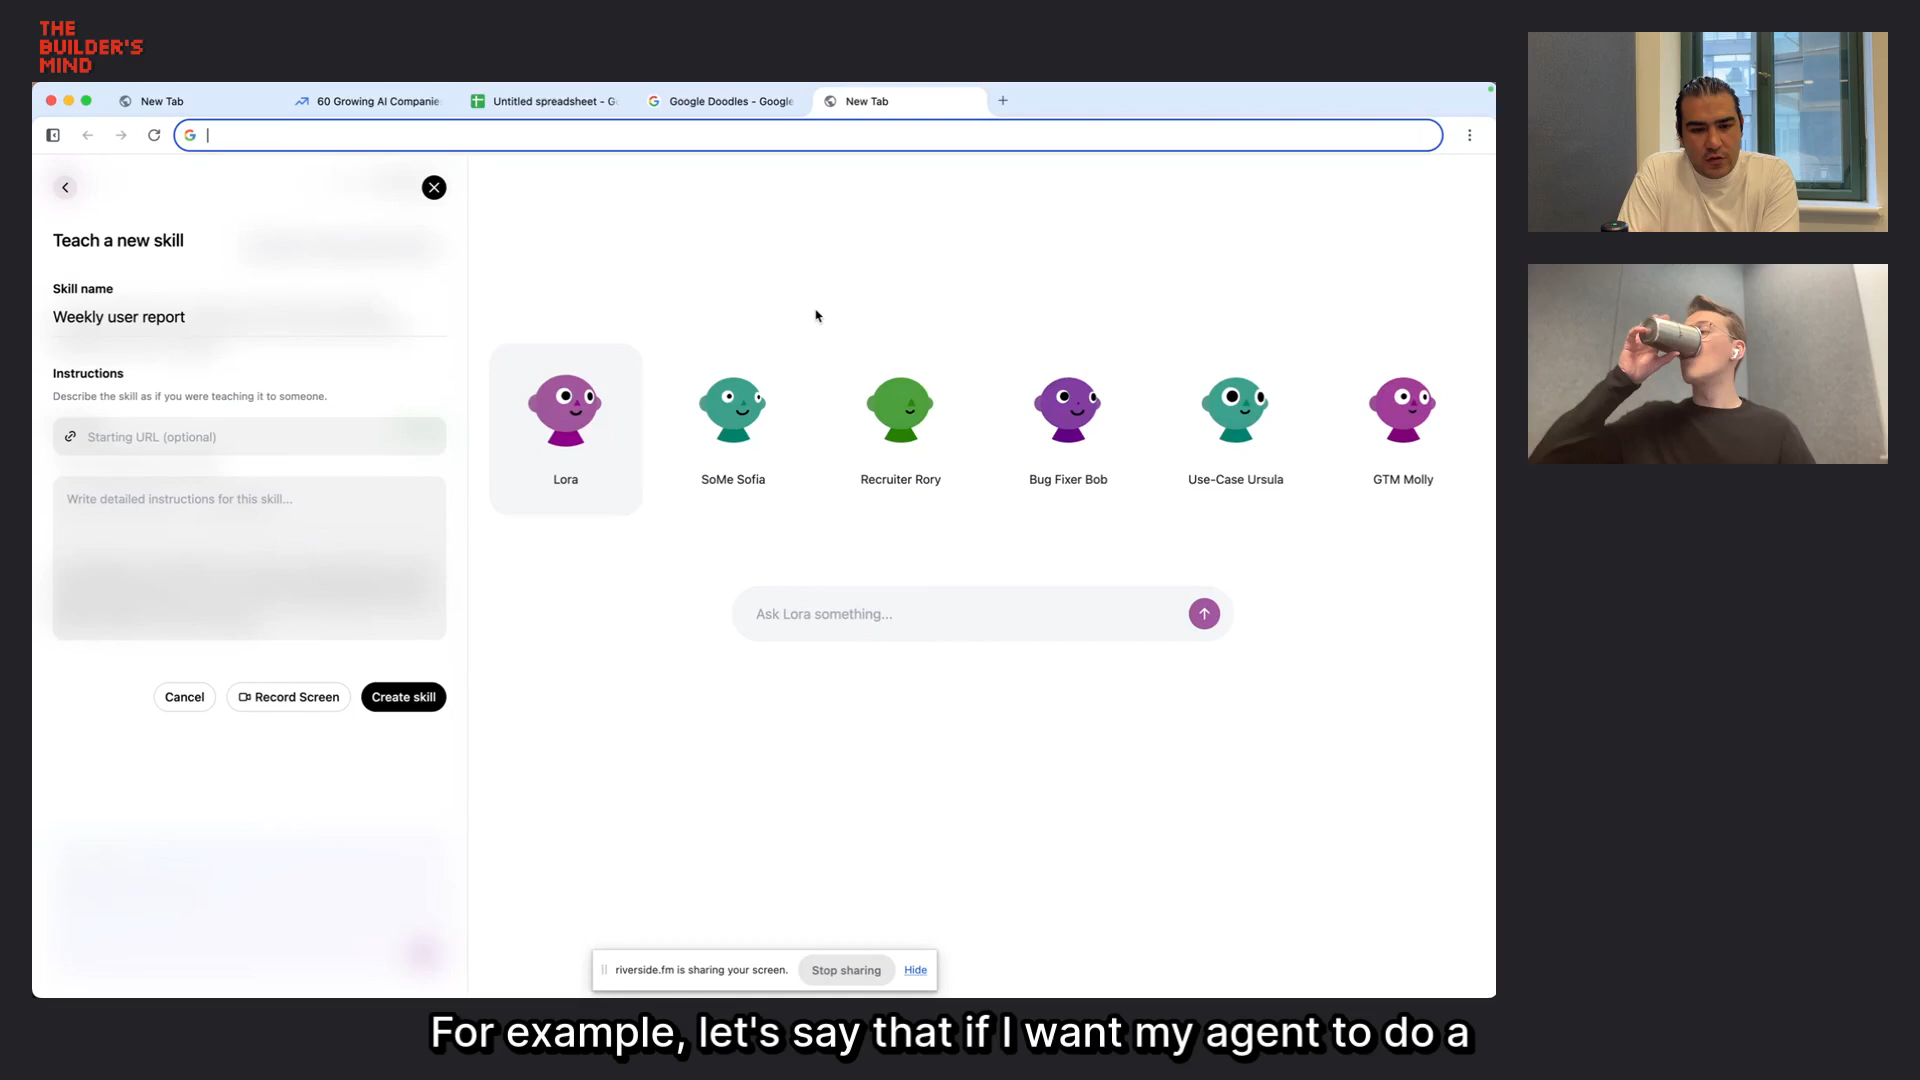 THE
BUILDER'S
MIND
New Tab
60 Growing AI Companie
Untitled spreadsheet - Go
Google Doodles - Google
New Tab
Teach a new skill
Skill name
Weekly user report
Instructions
Describe the skill as if you were teaching it to someone.
Starting URL (optional)
Write detailed instructions for this skill...
Cancel
Record Screen
Create skill
Lora
SoMe Sofia
Recruiter Rory
Bug Fixer Bob
Use-Case Ursula
GTM Molly
Ask Lora something...
riverside.fm is sharing your screen.
Stop sharing
Hide
For example, let's say that if I want my agent to do a